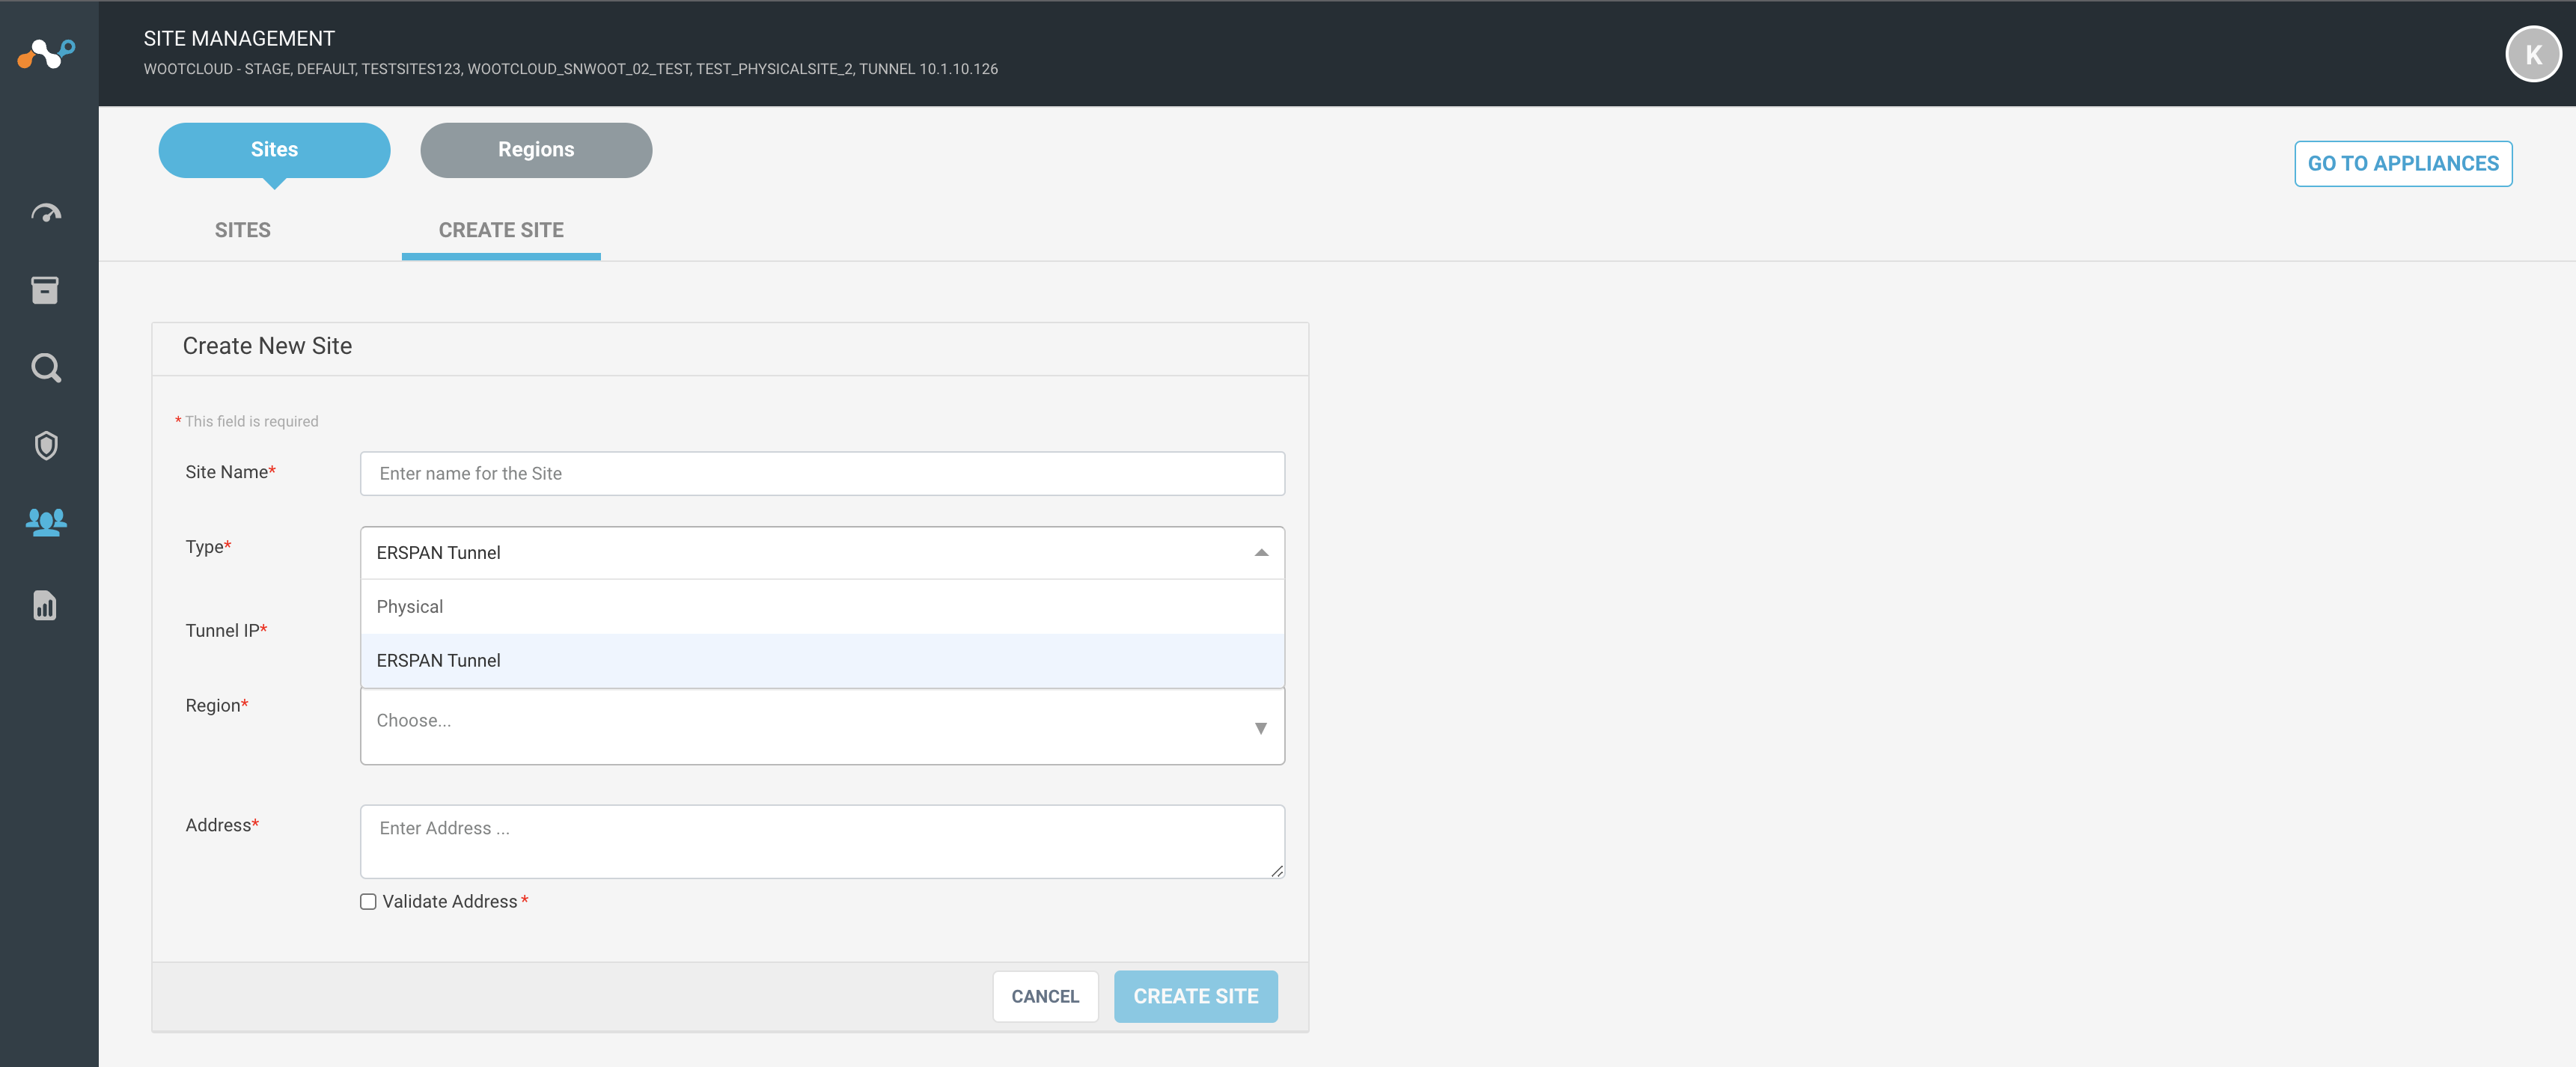 SITE MANAGEMENT
WOOTCLOUD - STAGE, DEFAULT, TESTSITES123, WOOTCLOUD_SNWOOT_02_TEST, TEST_PHYSICALSITE_2, TUNNEL 10.1.10.126
K
Sites
Regions
GO TO APPLIANCES
SITES
CREATE SITE
Create New Site
* This field is required
Site Name*
Enter name for the Site
Type*
ERSPAN Tunnel
Physical
Tunnel IP*
ERSPAN Tunnel
Region*
Choose...
Address*
Enter Address ...
Validate Address *
CANCEL
CREATE SITE